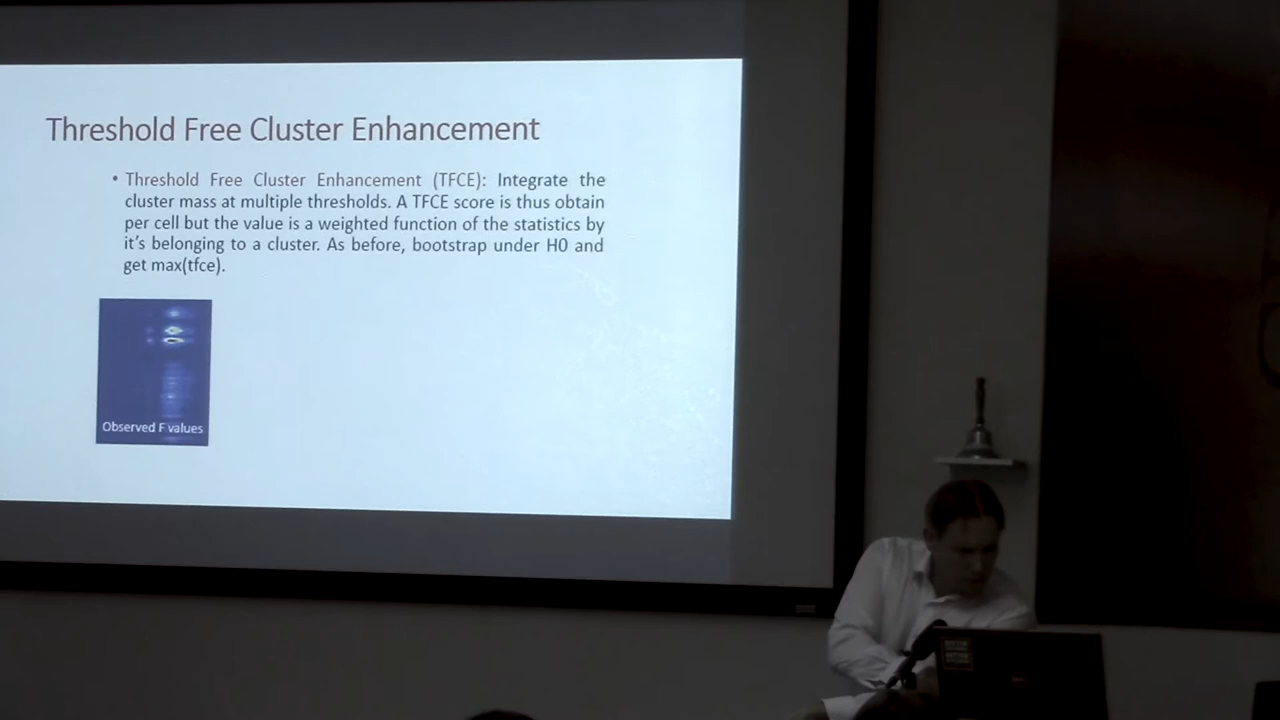 Threshold Free Cluster Enhancement
• Threshold Free Cluster Enhancement (TFCE): Integrate the
cluster mass at multiple thresholds. A TFCE score is thus obtain
per cell but the value is a weighted function of the statistics by
it's belonging to a cluster. As before, bootstrap under H0 and
get max(tfce).
Observed F values